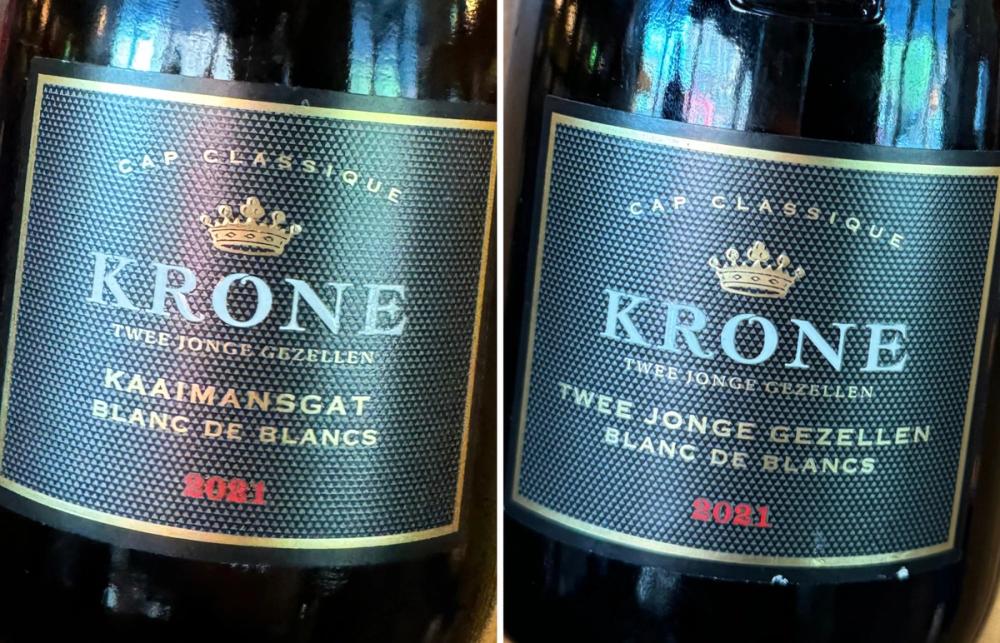 CAP CLASSIQUE
KRONE
TWEE JONGE GEZELLEN
KAAIMANSGAT
BLANC DE BLANCS
2021
CAP CLASSIQUE
KRONE
TWEE JONGE GEZELLEN
TWEE JONGE GEZELLEN
BLANC DE BLANCS
2021